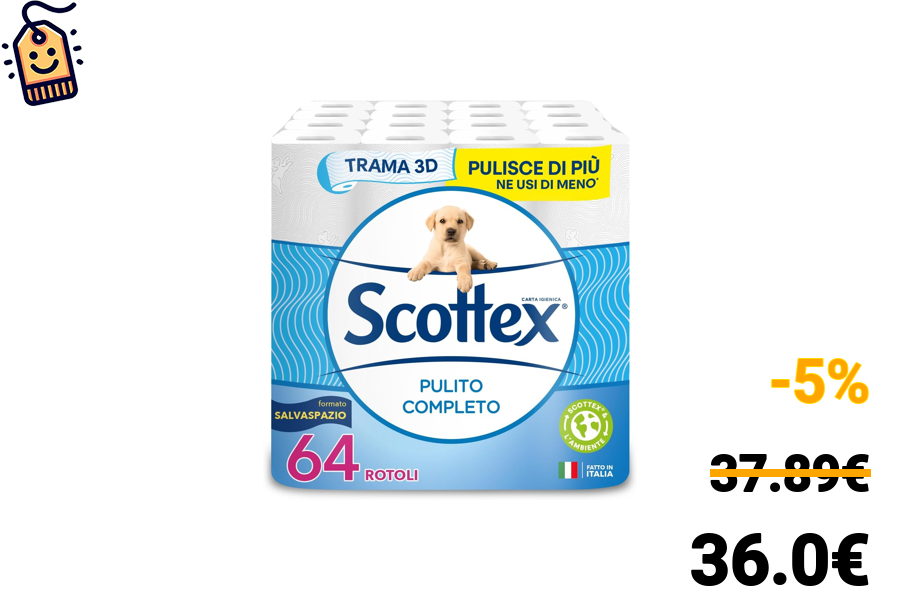 TRAMA 3D
PULISCE DI PIÙ
NE USI DI MENO*
CARTA IGIENICA
Scottex®
PULITO
COMPLETO
formato
SALVASPAZIO
64 ROTOLI
SCOTTEX® &
L'AMBIENTE
FATTO IN
ITALIA
-5%
37.89€
36.0€